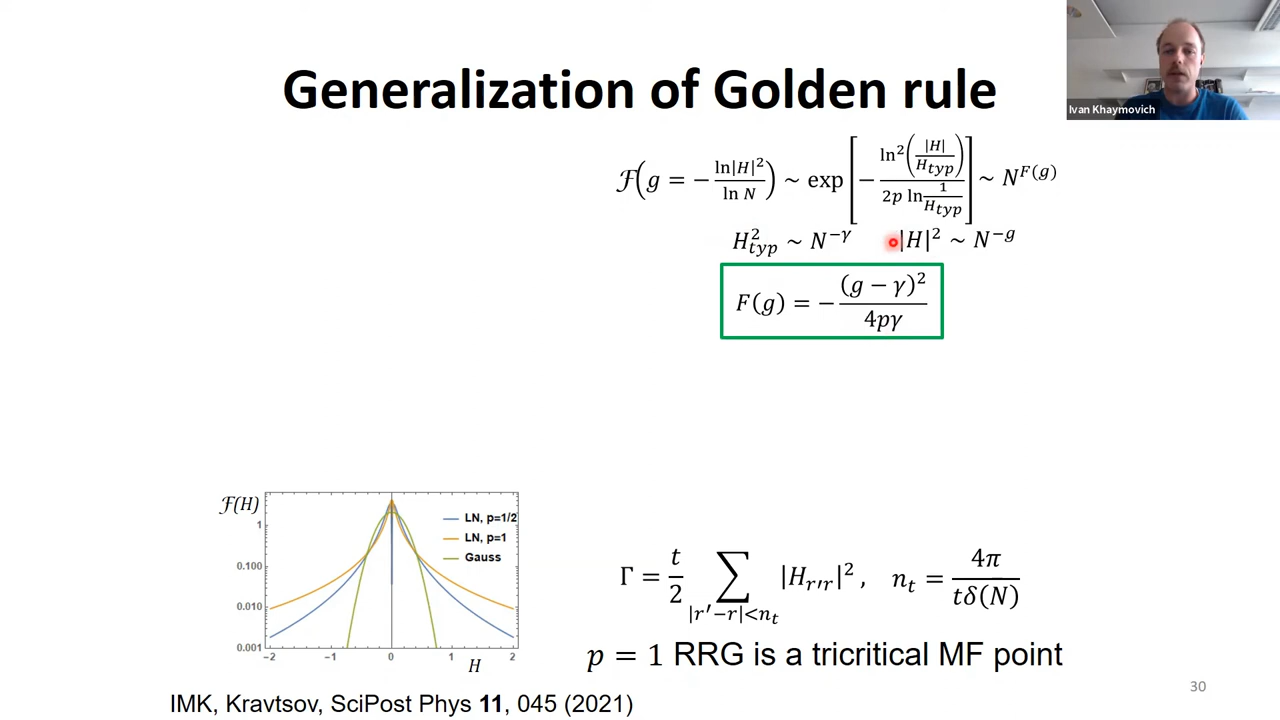 Generalization of Golden rule
Ivan Khaymovich
ℱ(g = − ln|H|²/ln N) ~ exp[− ln²(|H|/H_typ)/(2p ln 1/H_typ)] ~ N^F(g)
H²_typ ~ N^−γ |H|² ~ N^−g
F(g) = − (g − γ)²/4pγ
ℱ(H)
LN, p=1/2
LN, p=1
Gauss
1
0.100
0.010
0.001
−2 −1 0 1 2
H
Γ = t/2 ∑_|r′−r|<n_t |H_r′r|² , n_t = 4π/tδ(N)
p = 1 RRG is a tricritical MF point
30
IMK, Kravtsov, SciPost Phys 11, 045 (2021)